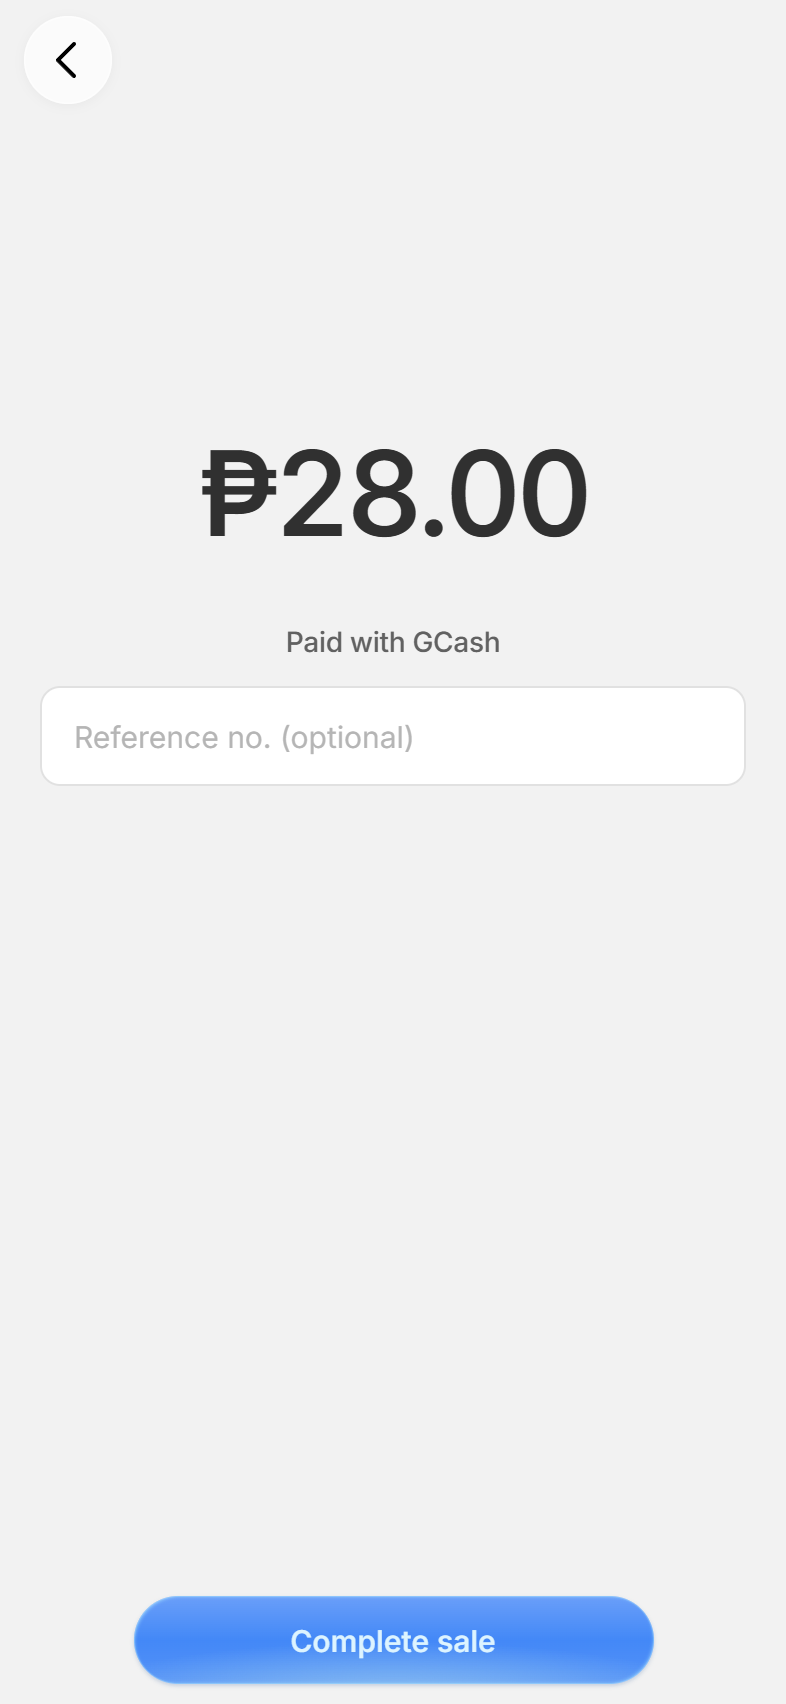 ₱28.00
Paid with GCash
Reference no. (optional)
Complete sale